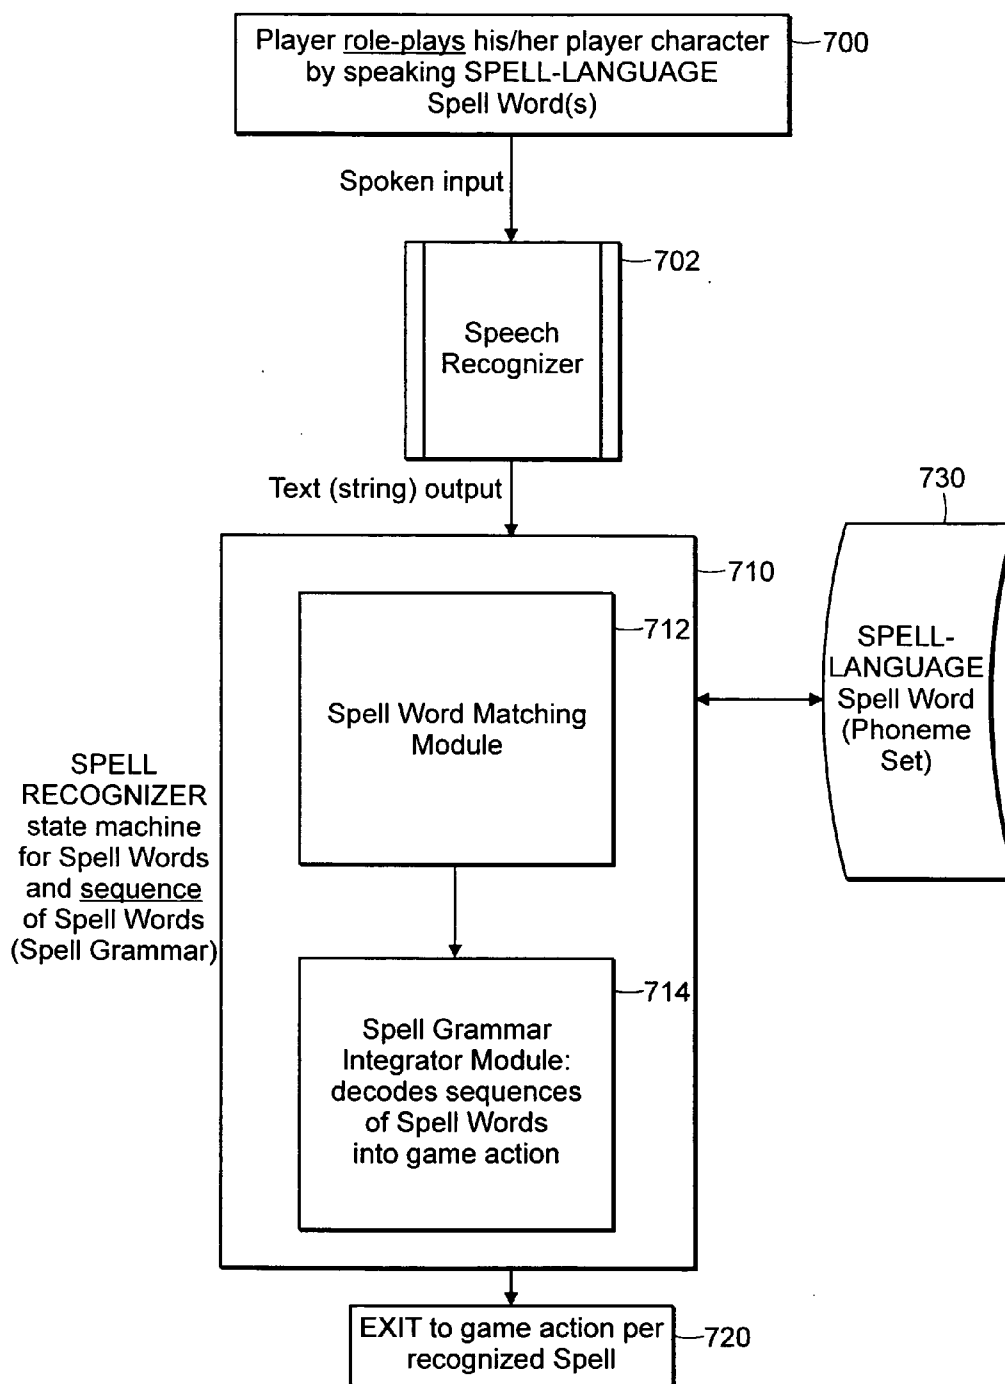 Player role-plays his/her player character
by speaking SPELL-LANGUAGE
Spell Word(s)
700
Spoken input
702
Speech
Recognizer
Text (string) output
730
710
712
Spell Word Matching
Module
SPELL-
LANGUAGE
Spell Word
(Phoneme
Set)
SPELL
RECOGNIZER
state machine
for Spell Words
and sequence
of Spell Words
(Spell Grammar)
714
Spell Grammar
Integrator Module:
decodes sequences
of Spell Words
into game action
EXIT to game action per
recognized Spell
720